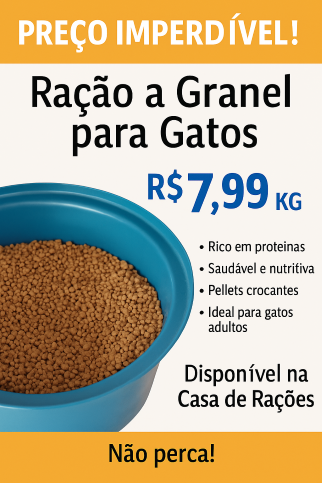 PREÇO IMPERDÍVEL!
Ração a Granel
para Gatos
R$ 7,99 KG
• Rico em proteinas
• Saudável e nutritiva
• Pellets crocantes
• Ideal para gatos
adultos
Disponível na
Casa de Rações
Não perca!